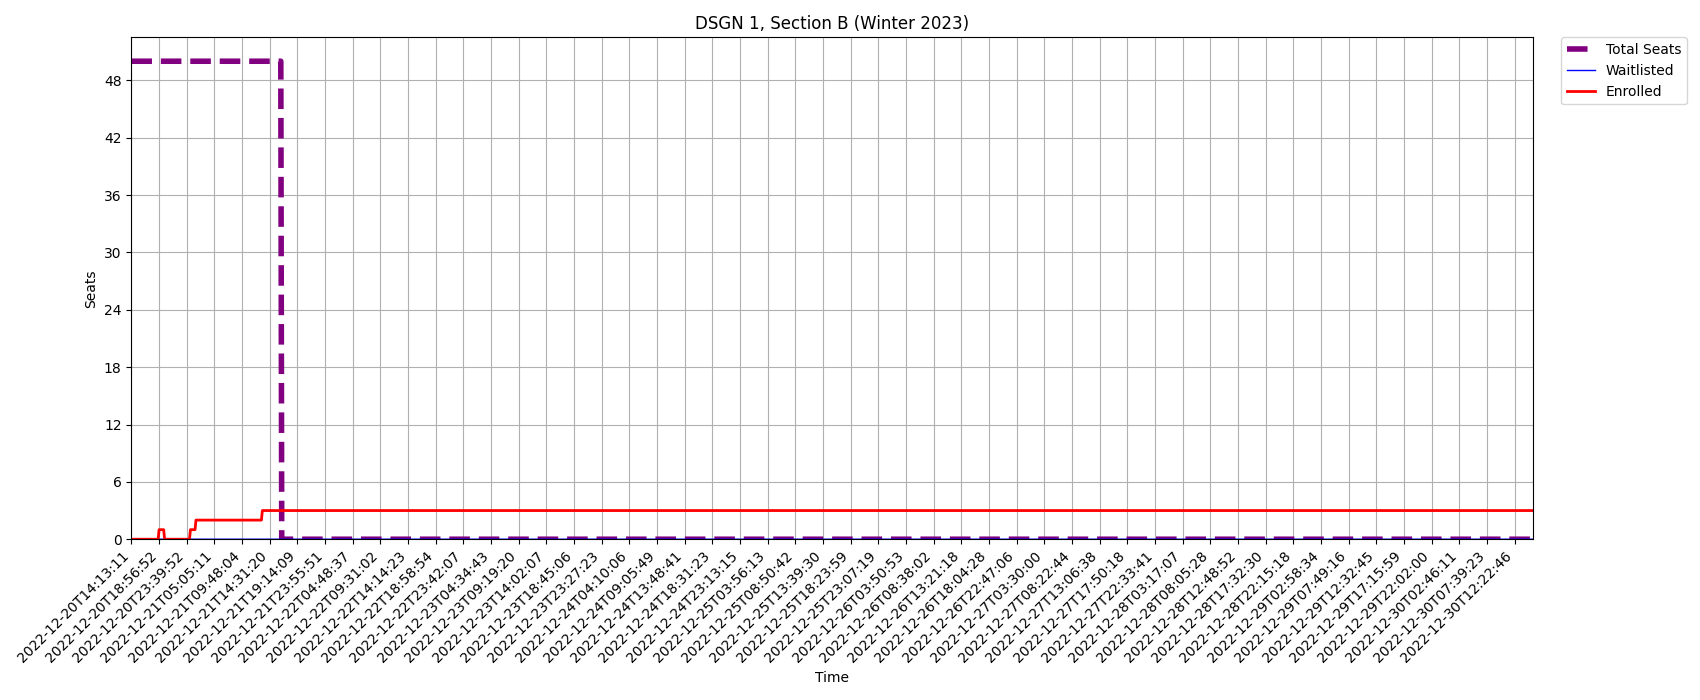 DSGN 1, Section B (Winter 2023)
Total Seats
Waitlisted
Enrolled
Seats
48
42
36
30
24
18
12
6
0
2022-12-20T14:13:11
2022-12-20T18:56:52
2022-12-20T23:39:52
2022-12-21T05:05:11
2022-12-21T09:48:04
2022-12-21T14:31:20
2022-12-21T19:14:09
2022-12-21T23:55:51
2022-12-22T04:48:37
2022-12-22T09:31:02
2022-12-22T14:14:23
2022-12-22T18:58:54
2022-12-22T23:42:07
2022-12-23T04:34:43
2022-12-23T09:19:20
2022-12-23T14:02:07
2022-12-23T18:45:06
2022-12-23T23:27:23
2022-12-24T04:10:06
2022-12-24T09:05:49
2022-12-24T13:48:41
2022-12-24T18:31:23
2022-12-24T23:13:15
2022-12-25T03:56:13
2022-12-25T08:50:42
2022-12-25T13:39:30
2022-12-25T18:23:59
2022-12-25T23:07:19
2022-12-26T03:50:53
2022-12-26T08:38:02
2022-12-26T13:21:18
2022-12-26T18:04:28
2022-12-26T22:47:06
2022-12-27T03:30:00
2022-12-27T08:22:44
2022-12-27T13:06:38
2022-12-27T17:50:18
2022-12-27T22:33:41
2022-12-28T03:17:07
2022-12-28T08:05:28
2022-12-28T12:48:52
2022-12-28T17:32:30
2022-12-28T22:15:18
2022-12-29T02:58:34
2022-12-29T07:49:16
2022-12-29T12:32:45
2022-12-29T17:15:59
2022-12-29T22:02:00
2022-12-30T02:46:11
2022-12-30T07:39:23
2022-12-30T12:22:46
Time